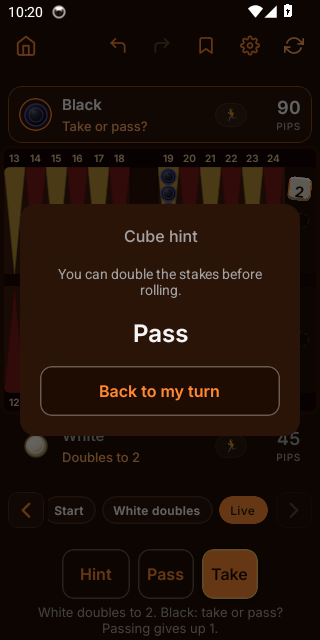 10:20
Black
Take or pass?
90
PIPS
13 14 15 16 17 18 19 20 21 22 23 24
2
Cube hint
You can double the stakes before
rolling.
Pass
Back to my turn
12
White
45
Doubles to 2
PIPS
Start White doubles Live
Hint Pass Take
White doubles to 2. Black: take or pass?
Passing gives up 1.